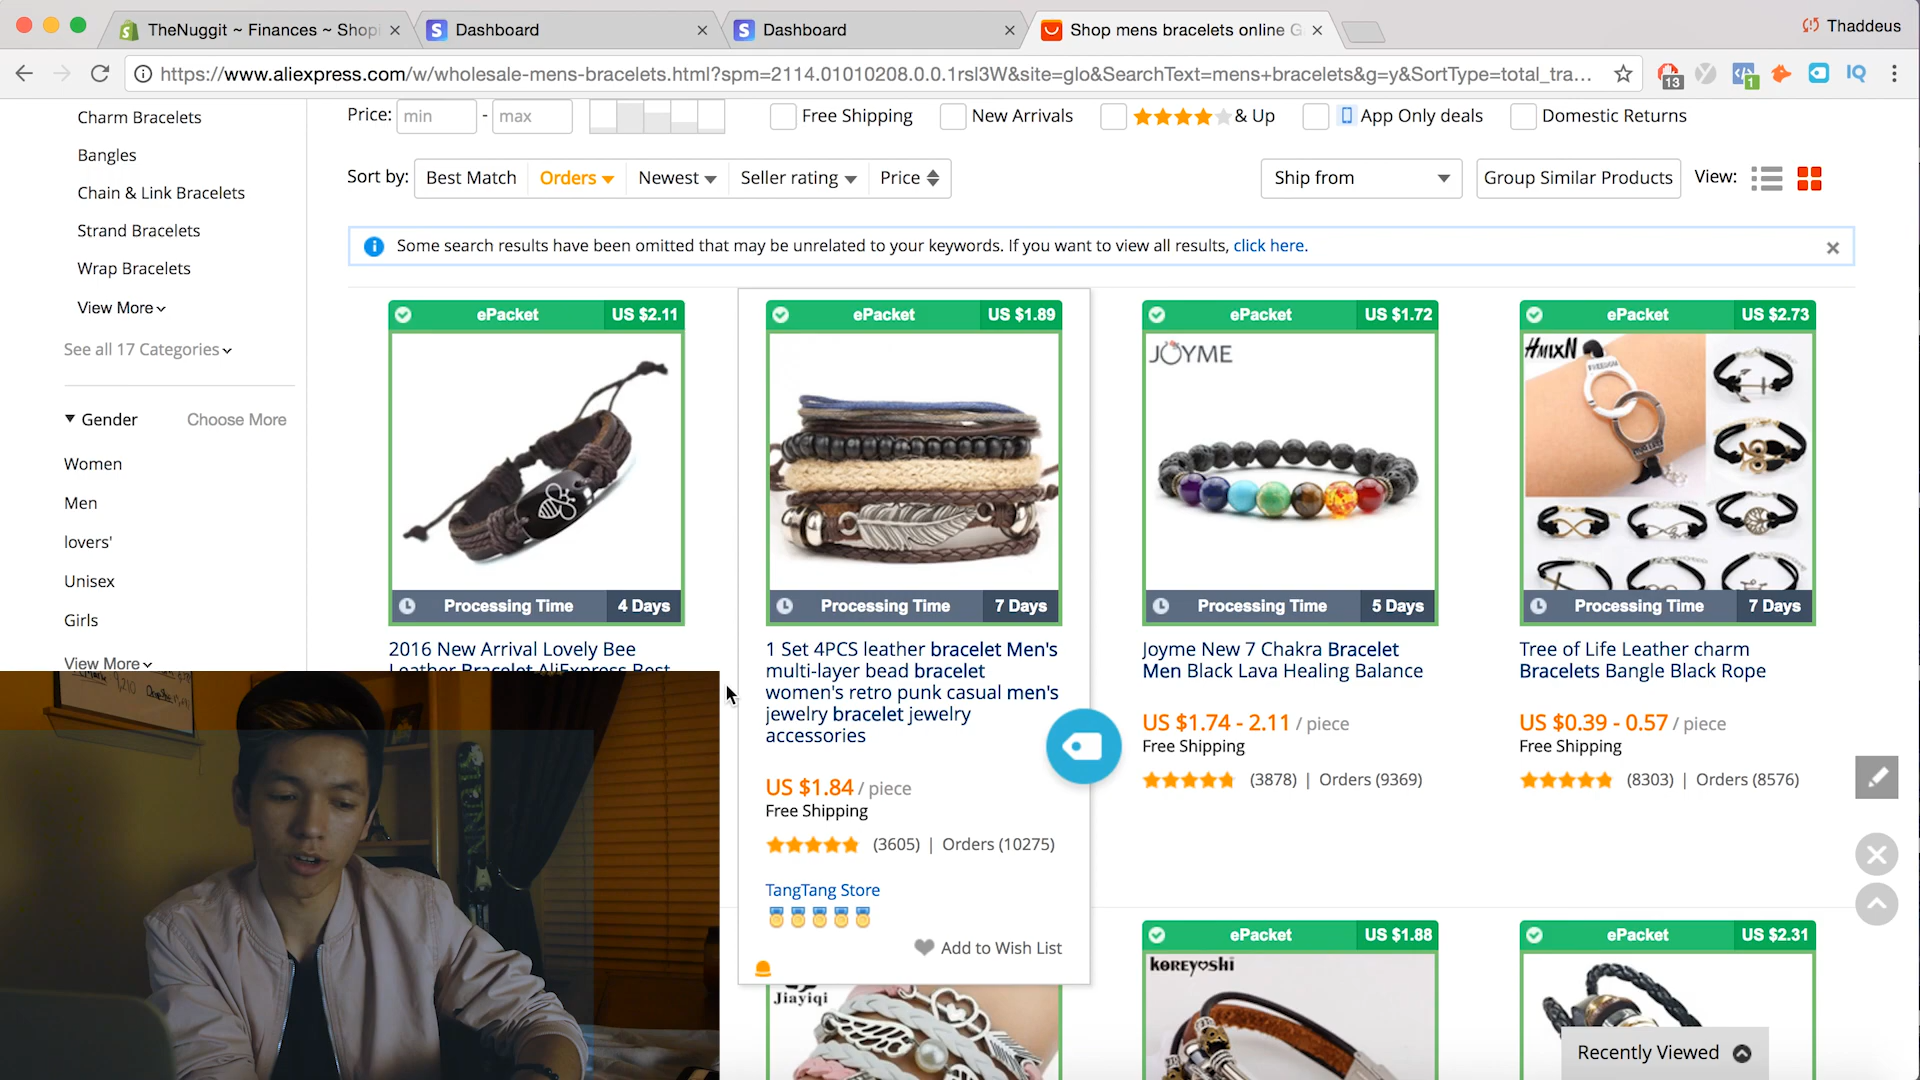 TheNuggit ~ Finances ~ Shopi
Dashboard
Dashboard
Shop mens bracelets online G
Thaddeus
https://www.aliexpress.com/w/wholesale-mens-bracelets.html?spm=2114.01010208.0.0.1rsl3W&site=glo&SearchText=mens+bracelets&g=y&SortType=total_tra...
13
1
IQ
Charm Bracelets
Bangles
Chain & Link Bracelets
Strand Bracelets
Wrap Bracelets
View More
See all 17 Categories
Gender
Choose More
Women
Men
lovers'
Unisex
Girls
View More
Price:
min
-
max
Free Shipping
New Arrivals
& Up
App Only deals
Domestic Returns
Sort by:
Best Match
Orders
Newest
Seller rating
Price
Ship from
Group Similar Products
View:
Some search results have been omitted that may be unrelated to your keywords. If you want to view all results, click here.
ePacket
US $2.11
Processing Time
4 Days
2016 New Arrival Lovely Bee
Leather Bracelet AliExpress Best
ePacket
US $1.89
Processing Time
7 Days
1 Set 4PCS leather bracelet Men's
multi-layer bead bracelet
women's retro punk casual men's
jewelry bracelet jewelry
accessories
US $1.84 / piece
Free Shipping
(3605) | Orders (10275)
TangTang Store
Add to Wish List
ePacket
US $1.72
JOYME
Processing Time
5 Days
Joyme New 7 Chakra Bracelet
Men Black Lava Healing Balance
US $1.74 - 2.11 / piece
Free Shipping
(3878) | Orders (9369)
ePacket
US $2.73
HMIXN
FREEDOM
Processing Time
7 Days
Tree of Life Leather charm
Bracelets Bangle Black Rope
US $0.39 - 0.57 / piece
Free Shipping
(8303) | Orders (8576)
Jiayiqi
ePacket
US $1.88
KOREYOSHI
ePacket
US $2.31
Recently Viewed